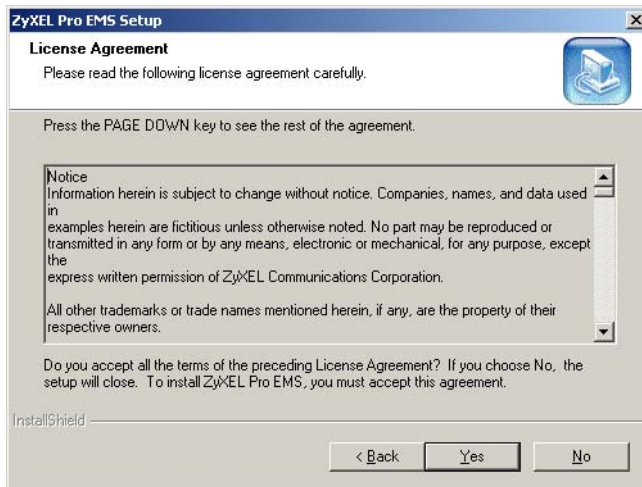 ZyXEL Pro EMS Setup
License Agreement
Please read the following license agreement carefully.
Press the PAGE DOWN key to see the rest of the agreement.
Notice
Information herein is subject to change without notice. Companies, names, and data used
in
examples herein are fictitious unless otherwise noted. No part may be reproduced or
transmitted in any form or by any means, electronic or mechanical, for any purpose, except
the
express written permission of ZyXEL Communications Corporation.
All other trademarks or trade names mentioned herein, if any, are the property of their
respective owners.
Do you accept all the terms of the preceding License Agreement? If you choose No, the
setup will close. To install ZyXEL Pro EMS, you must accept this agreement.
InstallShield
< Back
Yes
No